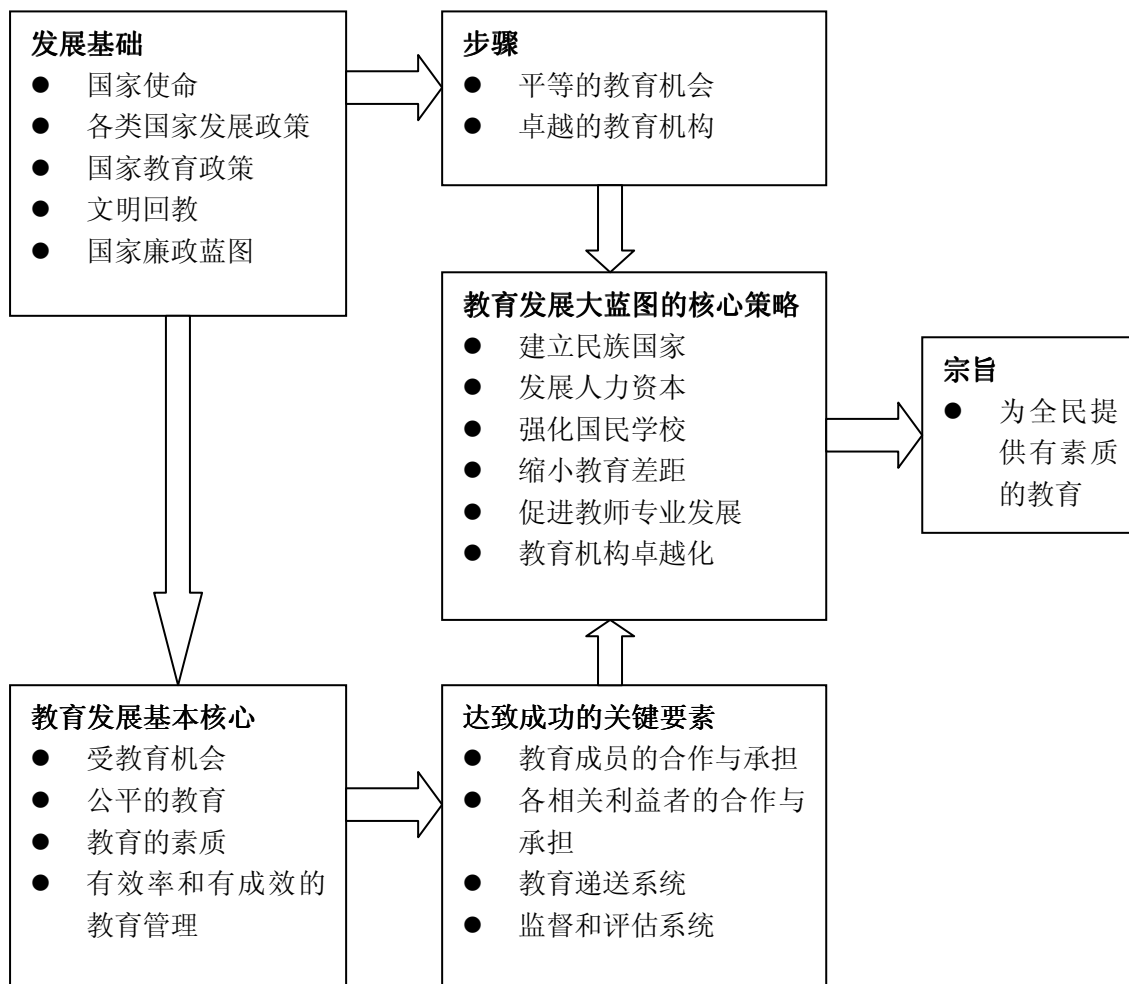 发展基础
● 国家使命
● 各类国家发展政策
● 国家教育政策
● 文明回教
● 国家廉政蓝图
步骤
● 平等的教育机会
● 卓越的教育机构
教育发展大蓝图的核心策略
● 建立民族国家
● 发展人力资本
● 强化国民学校
● 缩小教育差距
● 促进教师专业发展
● 教育机构卓越化
宗旨
● 为全民提
供有素质
的教育
教育发展基本核心
● 受教育机会
● 公平的教育
● 教育的素质
● 有效率和有成效的
教育管理
达致成功的关键要素
● 教育成员的合作与承担
● 各相关利益者的合作与
承担
● 教育递送系统
● 监督和评估系统